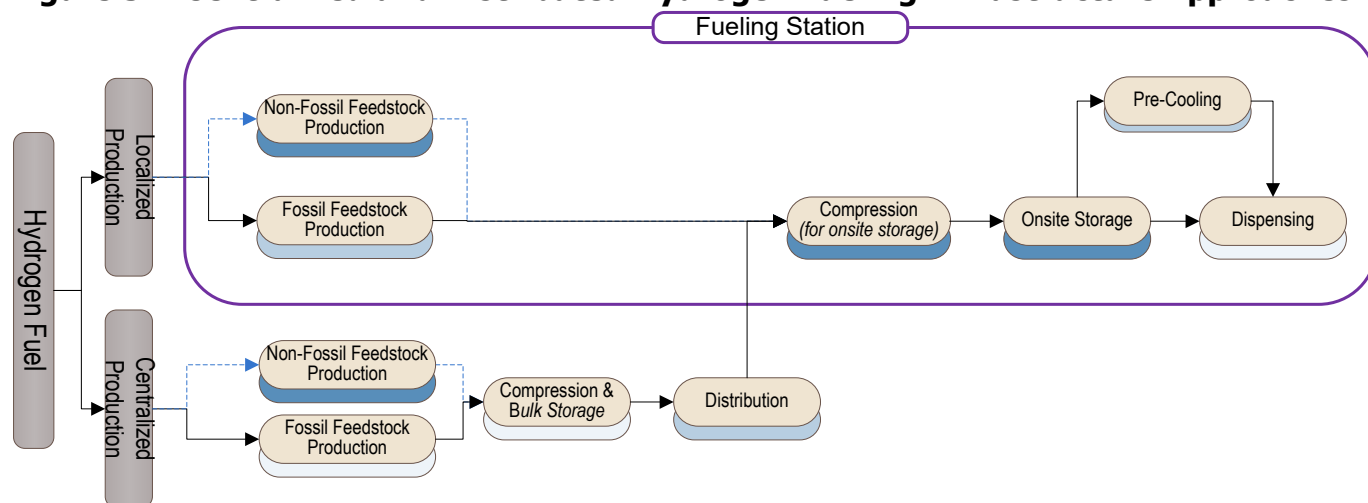 Fueling Station
Non-Fossil Feedstock
Production
Pre-Cooling
Localized
Production
Fossil Feedstock
Production
Compression
(for onsite storage)
Onsite Storage
Dispensing
Hydrogen Fuel
Centralized
Production
Non-Fossil Feedstock
Production
Compression &
Bulk Storage
Distribution
Fossil Feedstock
Production